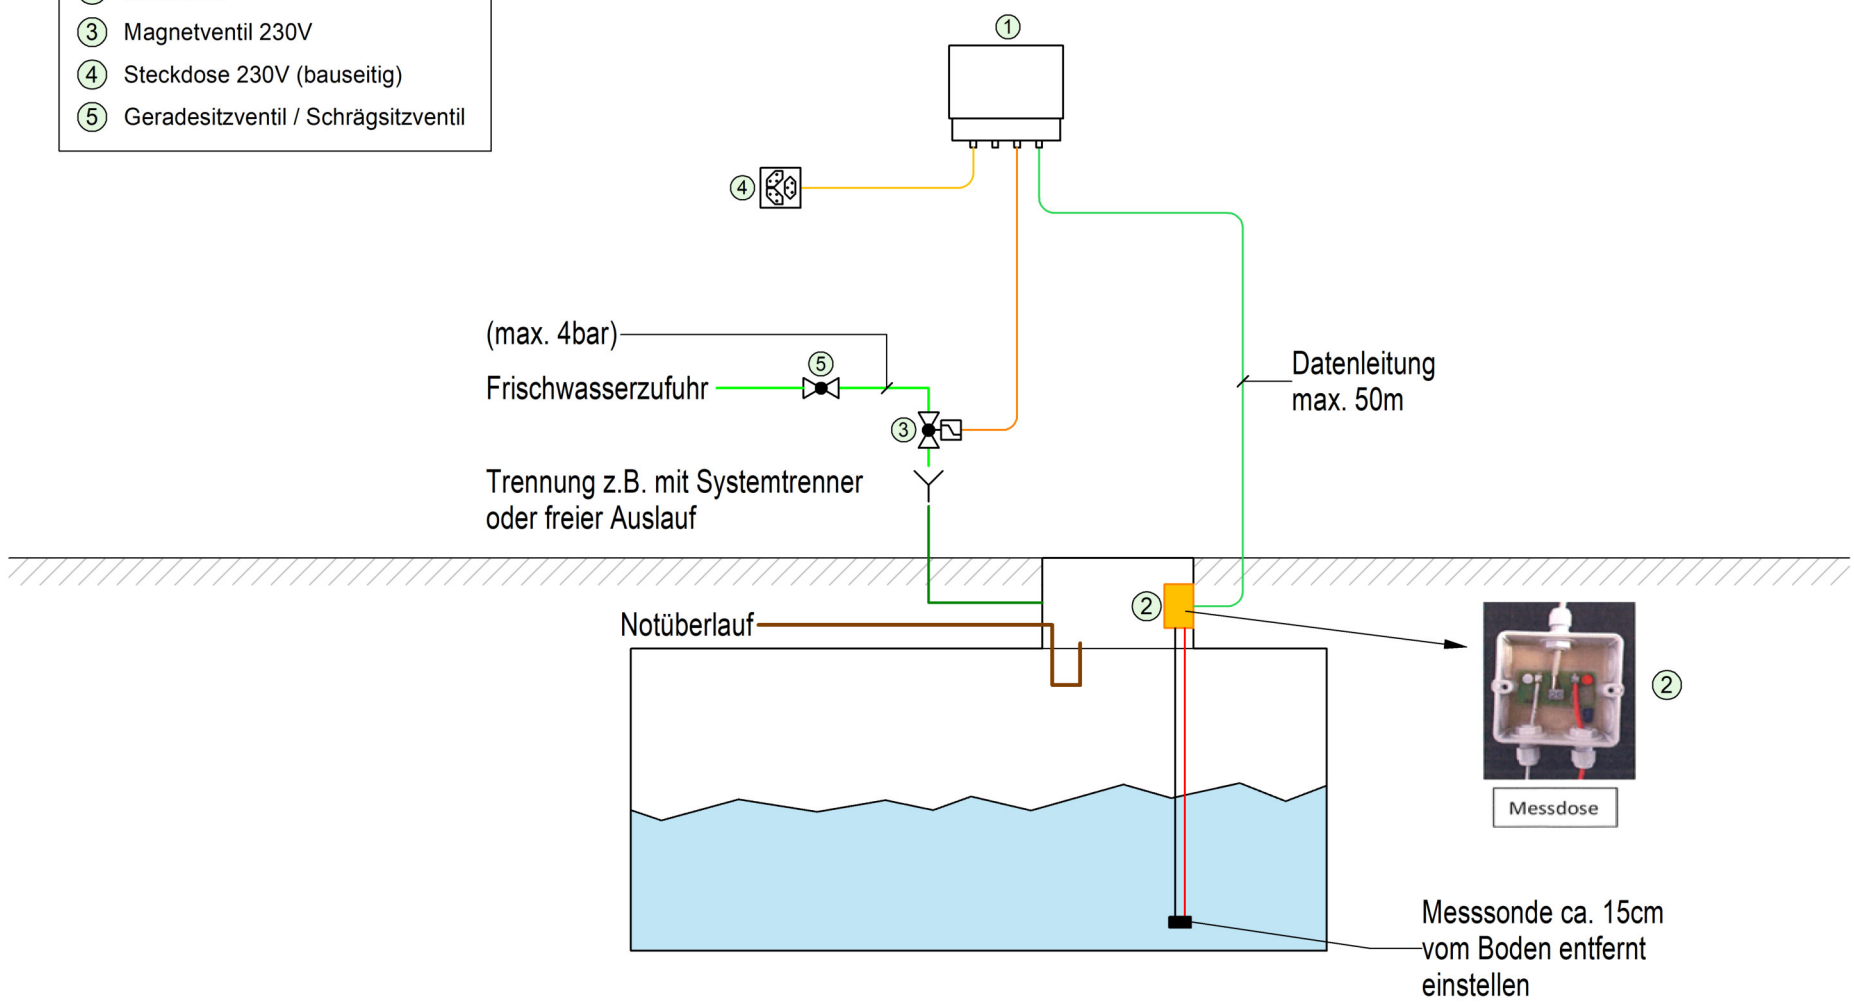 3 Magnetventil 230V
4 Steckdose 230V (bauseitig)
5 Geradesitzventil / Schrägsitzventil
1
4
(max. 4bar)
5
Frischwasserzufuhr
Datenleitung
max. 50m
3
Trennung z.B. mit Systemtrenner
oder freier Auslauf
2
Notüberlauf
2
Messdose
Messsonde ca. 15cm
vom Boden entfernt
einstellen